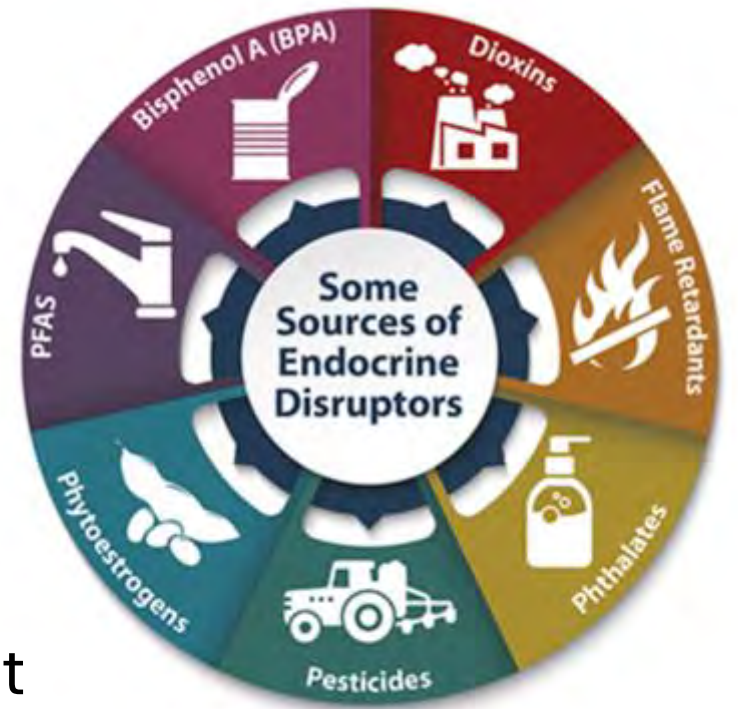 Some
Sources of
Endocrine
Disruptors
Bisphenol A (BPA)
Dioxins
Flame Retardants
Phthalates
Pesticides
Phytoestrogens
PFAS
t